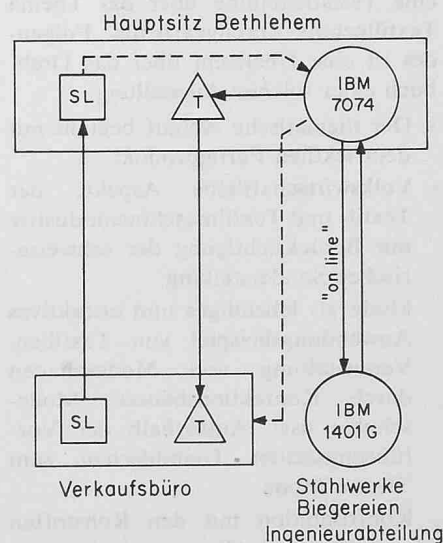 Hauptsitz Bethlehem
SL
T
IBM
7074
"on line"
SL
T
IBM
1401 G
Verkaufsbüro
Stahlwerke
Biegereien
Ingenieurabteilung